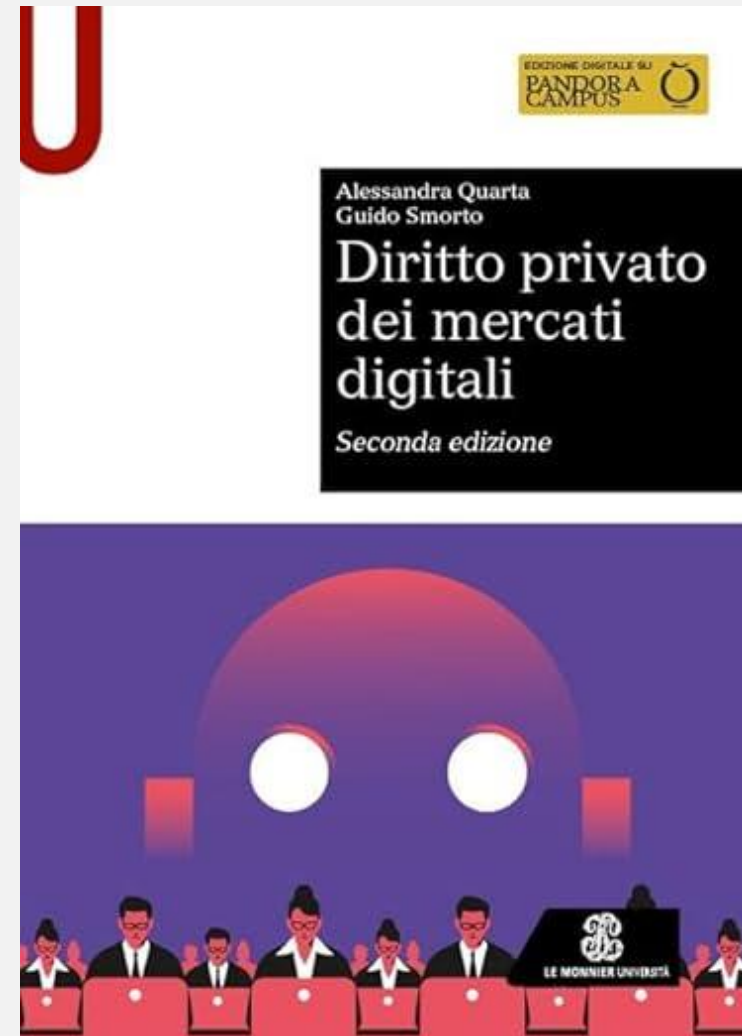 U
EDIZIONE DIGITALE SU
PANDORA
CAMPUS
Alessandra Quarta
Guido Smorto
Diritto privato
dei mercati
digitali
Seconda edizione
LE MONNIER UNIVERSITÀ